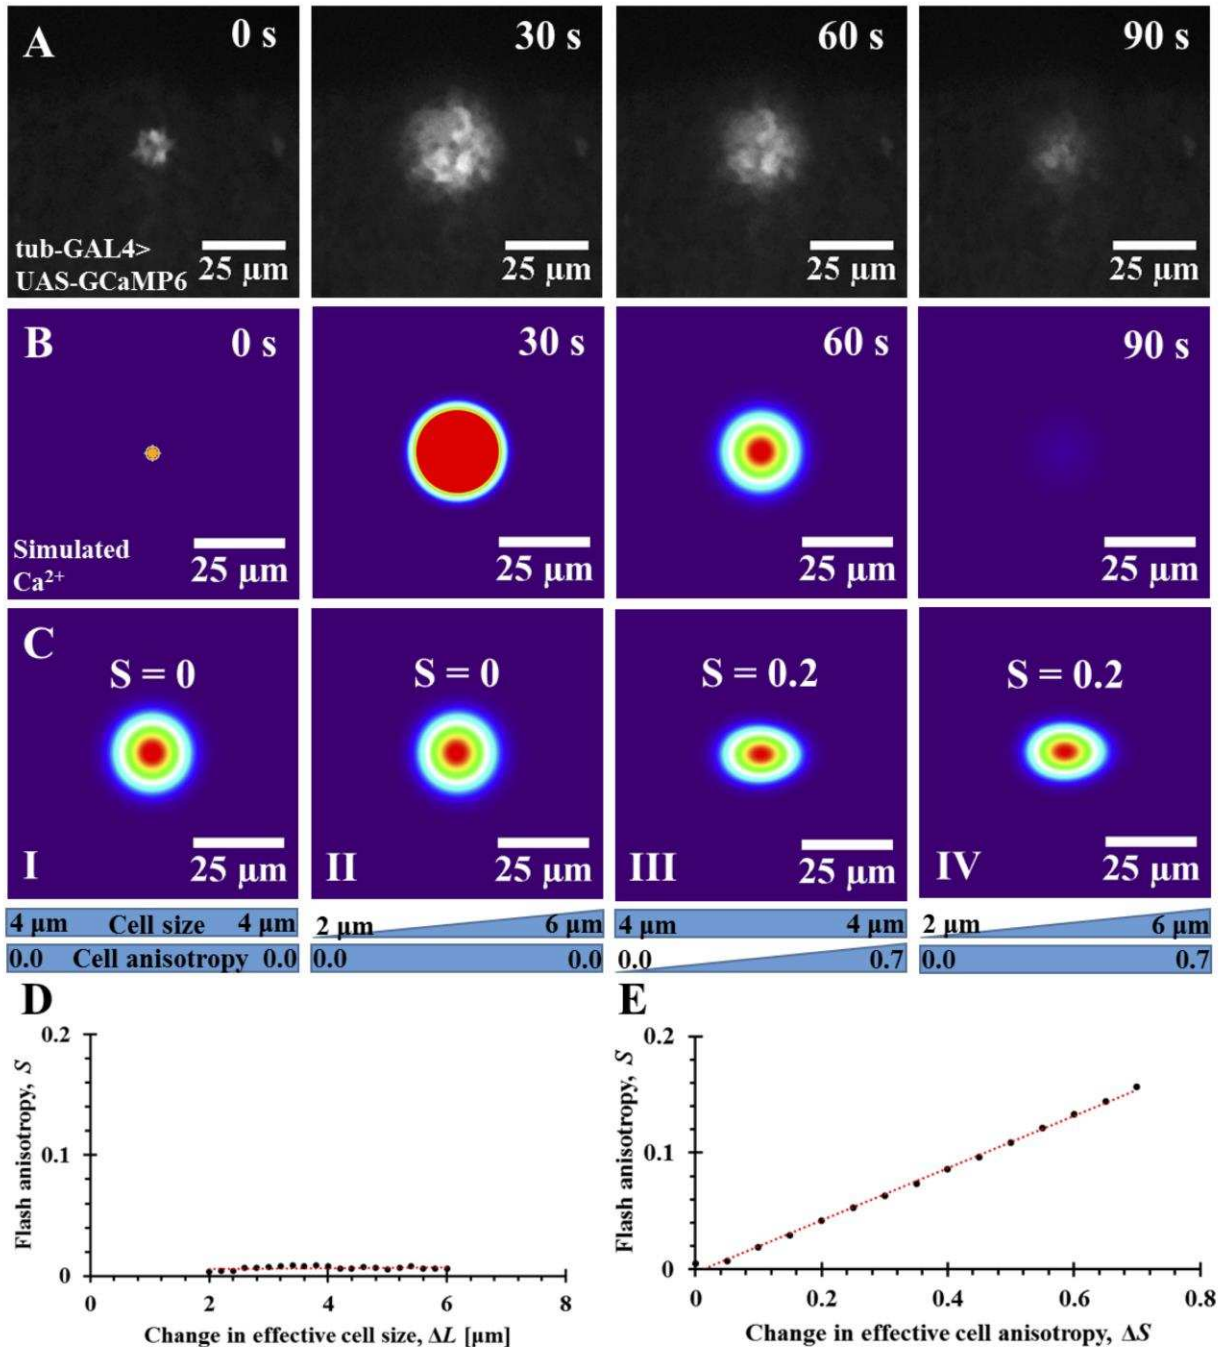 A
0 s
30 s
60 s
90 s
tub-GAL4>
UAS-GCaMP6
25 μm
25 μm
25 μm
25 μm
B
0 s
30 s
60 s
90 s
Simulated
Ca²⁺
25 μm
25 μm
25 μm
25 μm
C
S = 0
S = 0
S = 0.2
S = 0.2
I
25 μm
II
25 μm
III
25 μm
IV
25 μm
4 μm Cell size 4 μm
2 μm 6 μm
4 μm 4 μm
2 μm 6 μm
0.0 Cell anisotropy 0.0
0.0 0.0
0.0 0.7
0.0 0.7
D
Flash anisotropy, S
0.2
0.1
0
0 2 4 6 8
Change in effective cell size, ΔL [μm]
E
Flash anisotropy, S
0.2
0.1
0
0 0.2 0.4 0.6 0.8
Change in effective cell anisotropy, ΔS